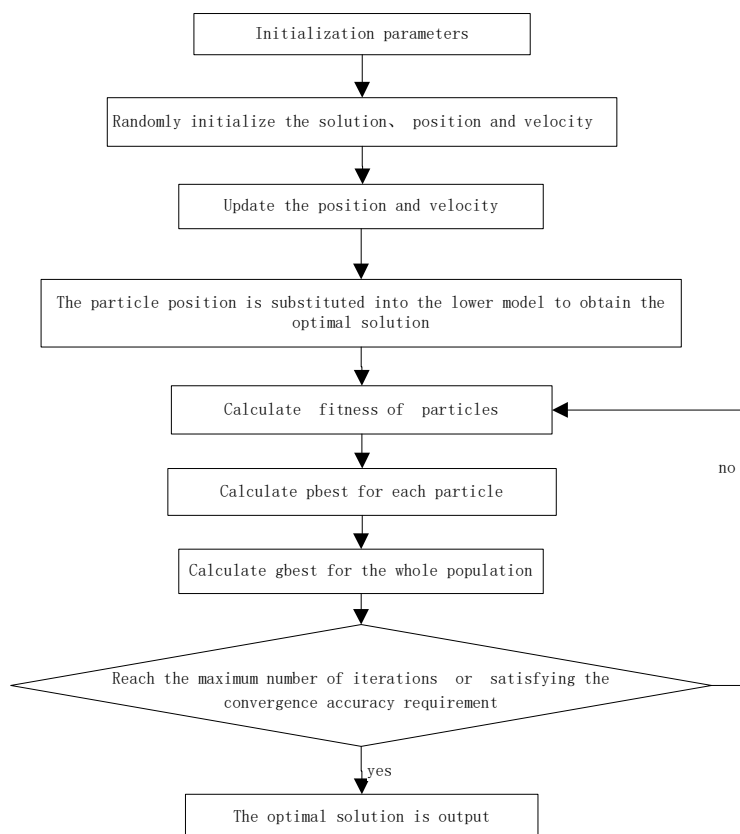 Initialization parameters
Randomly initialize the solution、 position and velocity
Update the position and velocity
The particle position is substituted into the lower model to obtain the
optimal solution
Calculate fitness of particles
no
Calculate pbest for each particle
Calculate gbest for the whole population
Reach the maximum number of iterations or satisfying the
convergence accuracy requirement
yes
The optimal solution is output